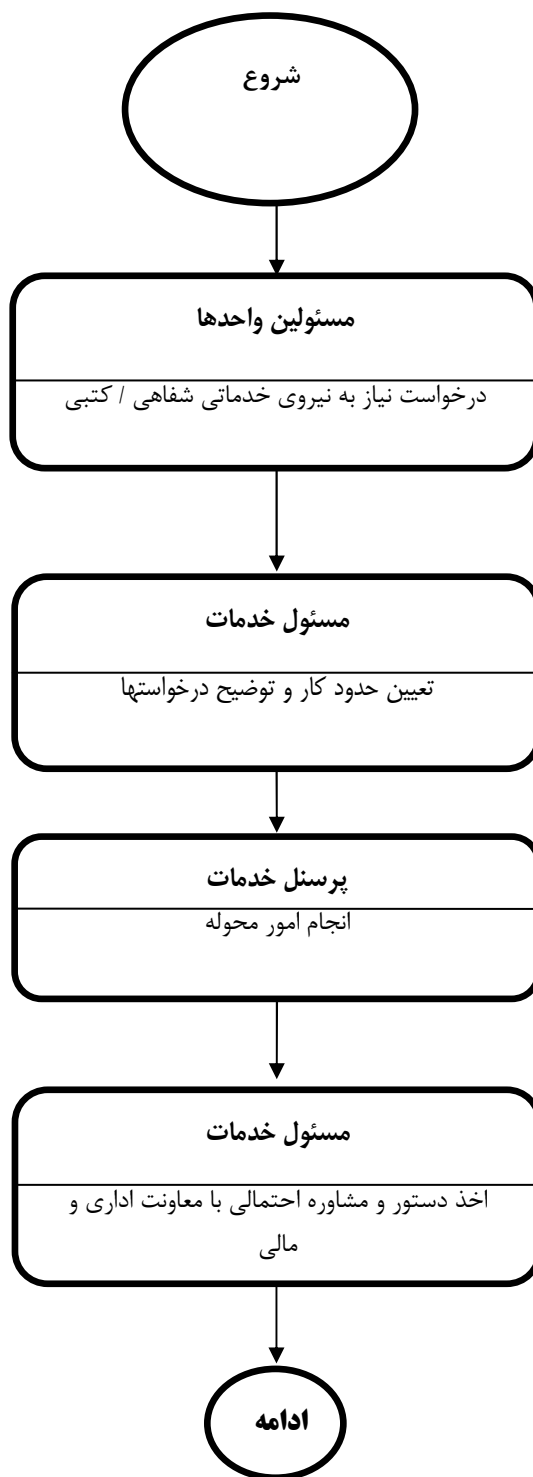 شروع
مسئولین واحدها
درخواست نیاز به نیروی خدماتی شفاهی / کتبی
مسئول خدمات
تعیین حدود کار و توضیح درخواستها
پرسنل خدمات
انجام امور محوله
مسئول خدمات
اخذ دستور و مشاوره احتمالی با معاونت اداری و
مالی
ادامه